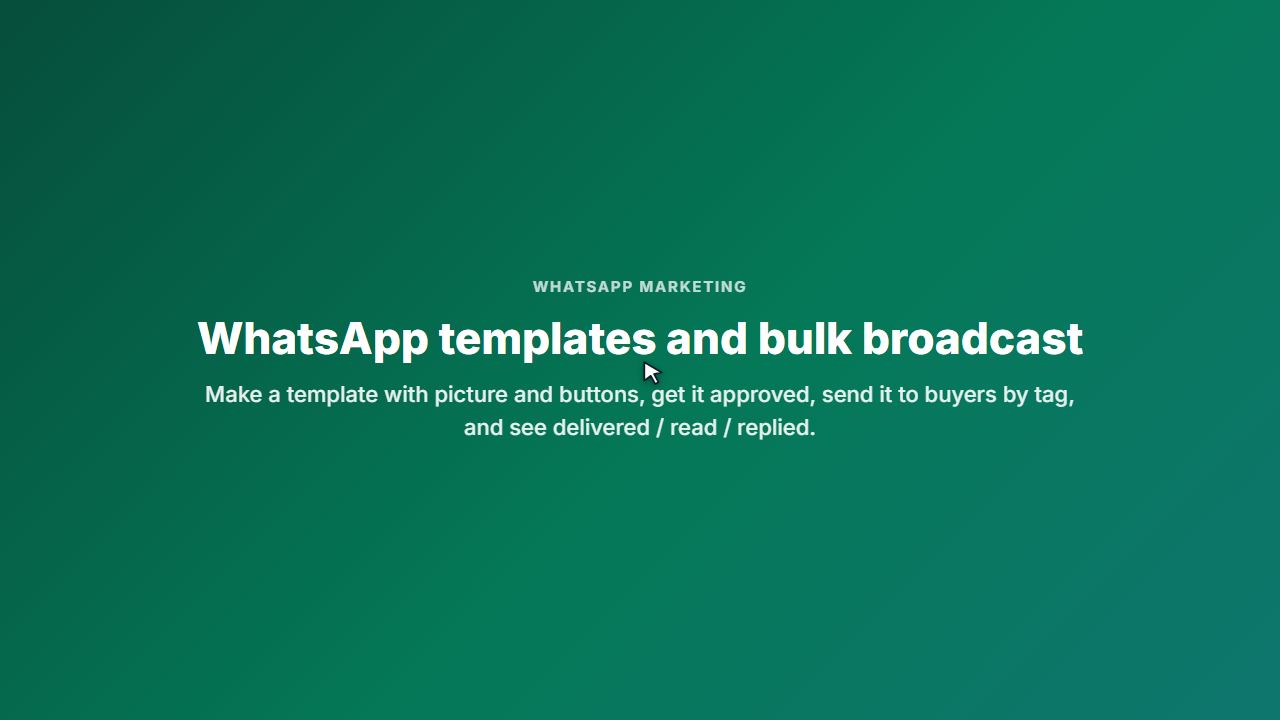 WHATSAPP MARKETING
WhatsApp templates and bulk broadcast
Make a template with picture and buttons, get it approved, send it to buyers by tag,
and see delivered / read / replied.